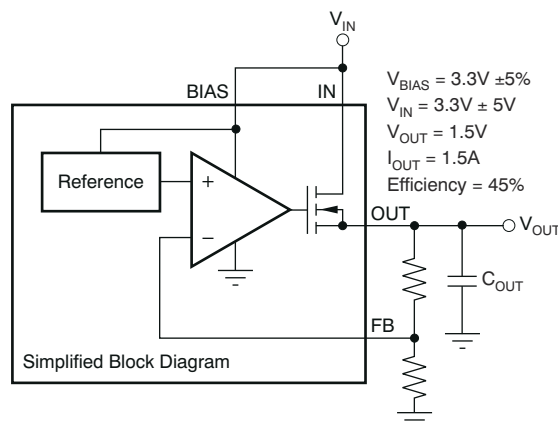 V_IN
BIAS
IN
V_BIAS = 3.3V ±5%
V_IN = 3.3V ± 5V
V_OUT = 1.5V
I_OUT = 1.5A
Efficiency = 45%
Reference
+
−
OUT
V_OUT
C_OUT
FB
Simplified Block Diagram